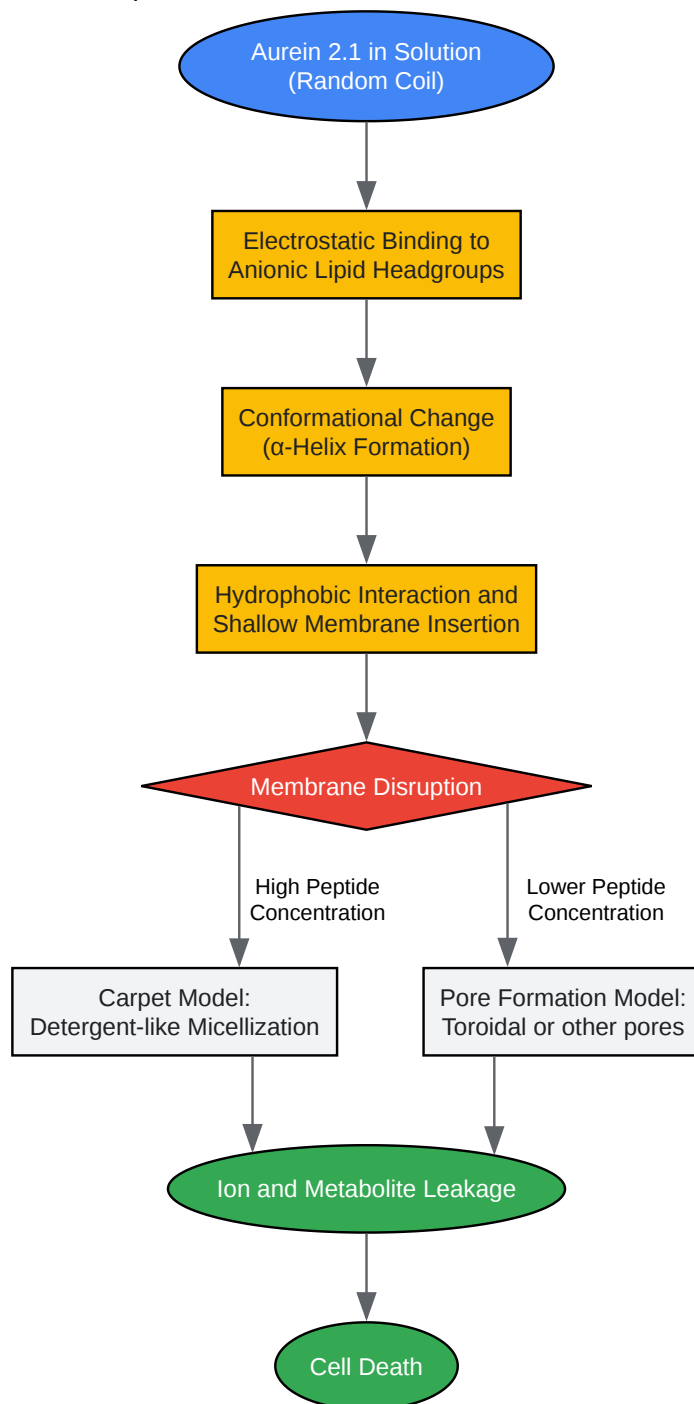 Aurein 2.1 in Solution
(Random Coil)
Electrostatic Binding to
Anionic Lipid Headgroups
Conformational Change
(α-Helix Formation)
Hydrophobic Interaction and
Shallow Membrane Insertion
Membrane Disruption
High Peptide
Concentration
Lower Peptide
Concentration
Carpet Model:
Detergent-like Micellization
Pore Formation Model:
Toroidal or other pores
Ion and Metabolite Leakage
Cell Death